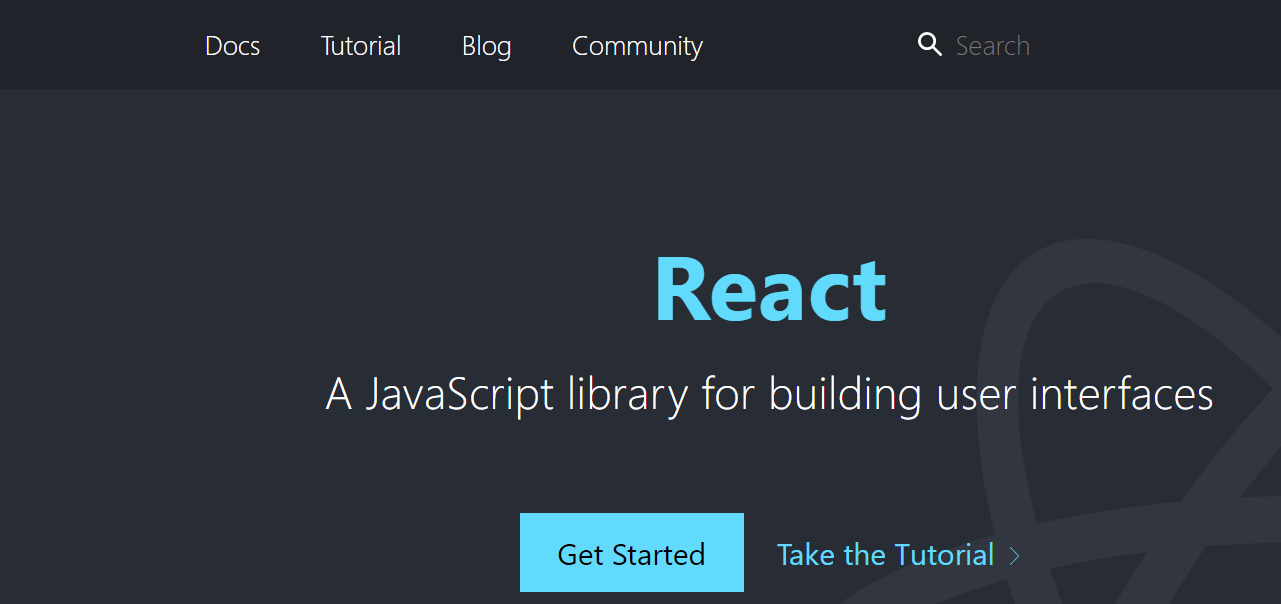 Docs Tutorial Blog Community Search
React
A JavaScript library for building user interfaces
Get Started Take the Tutorial >